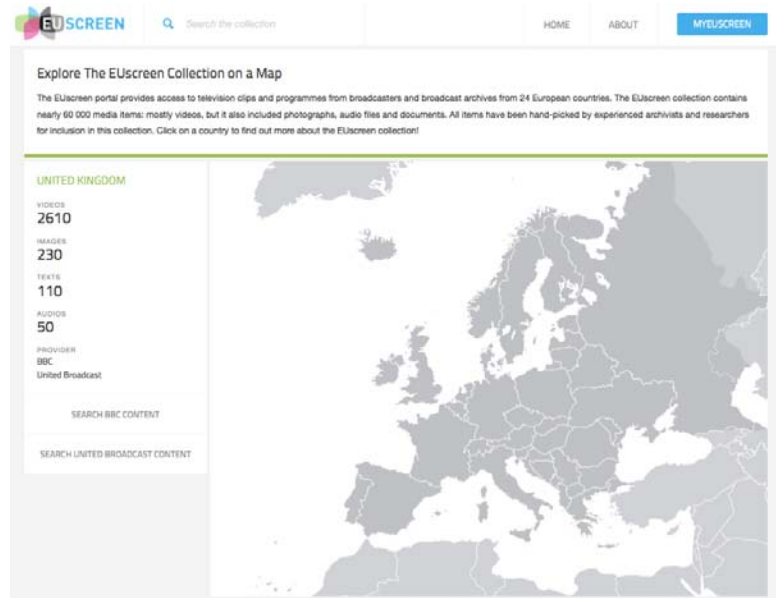 EUSCREEN
Search the collection
HOME
ABOUT
MYEUSCREEN
Explore The EUscreen Collection on a Map
The EUscreen portal provides access to television clips and programmes from broadcasters and broadcast archives from 24 European countries. The EUscreen collection contains
nearly 60 000 media items: mostly videos, but it also included photographs, audio files and documents. All items have been hand-picked by experienced archivists and researchers
for inclusion in this collection. Click on a country to find out more about the EUscreen collection!
UNITED KINGDOM
VIDEOS
2610
IMAGES
230
TEXTS
110
AUDIOS
50
PROVIDER
BBC
United Broadcast
SEARCH BBC CONTENT
SEARCH UNITED BROADCAST CONTENT